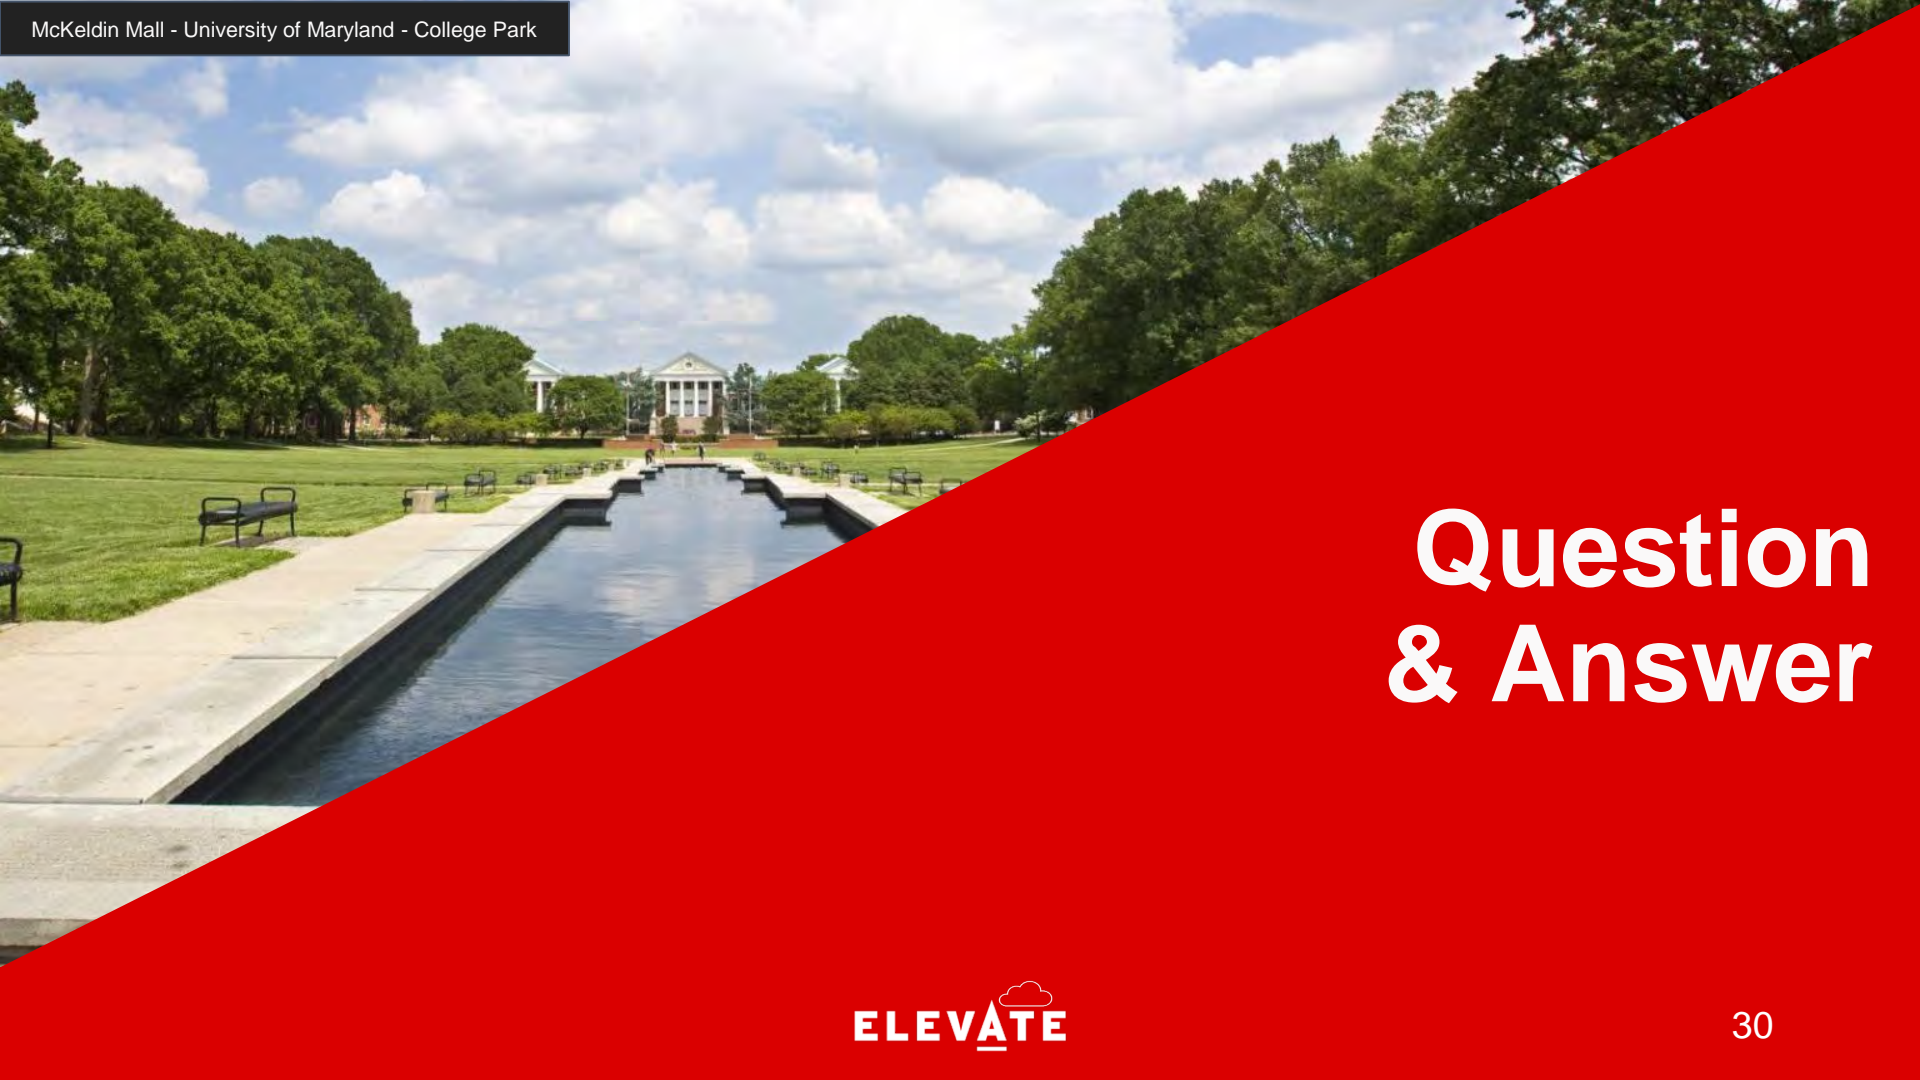 McKeldin Mall - University of Maryland - College Park
Question
& Answer
ELEVATE
30